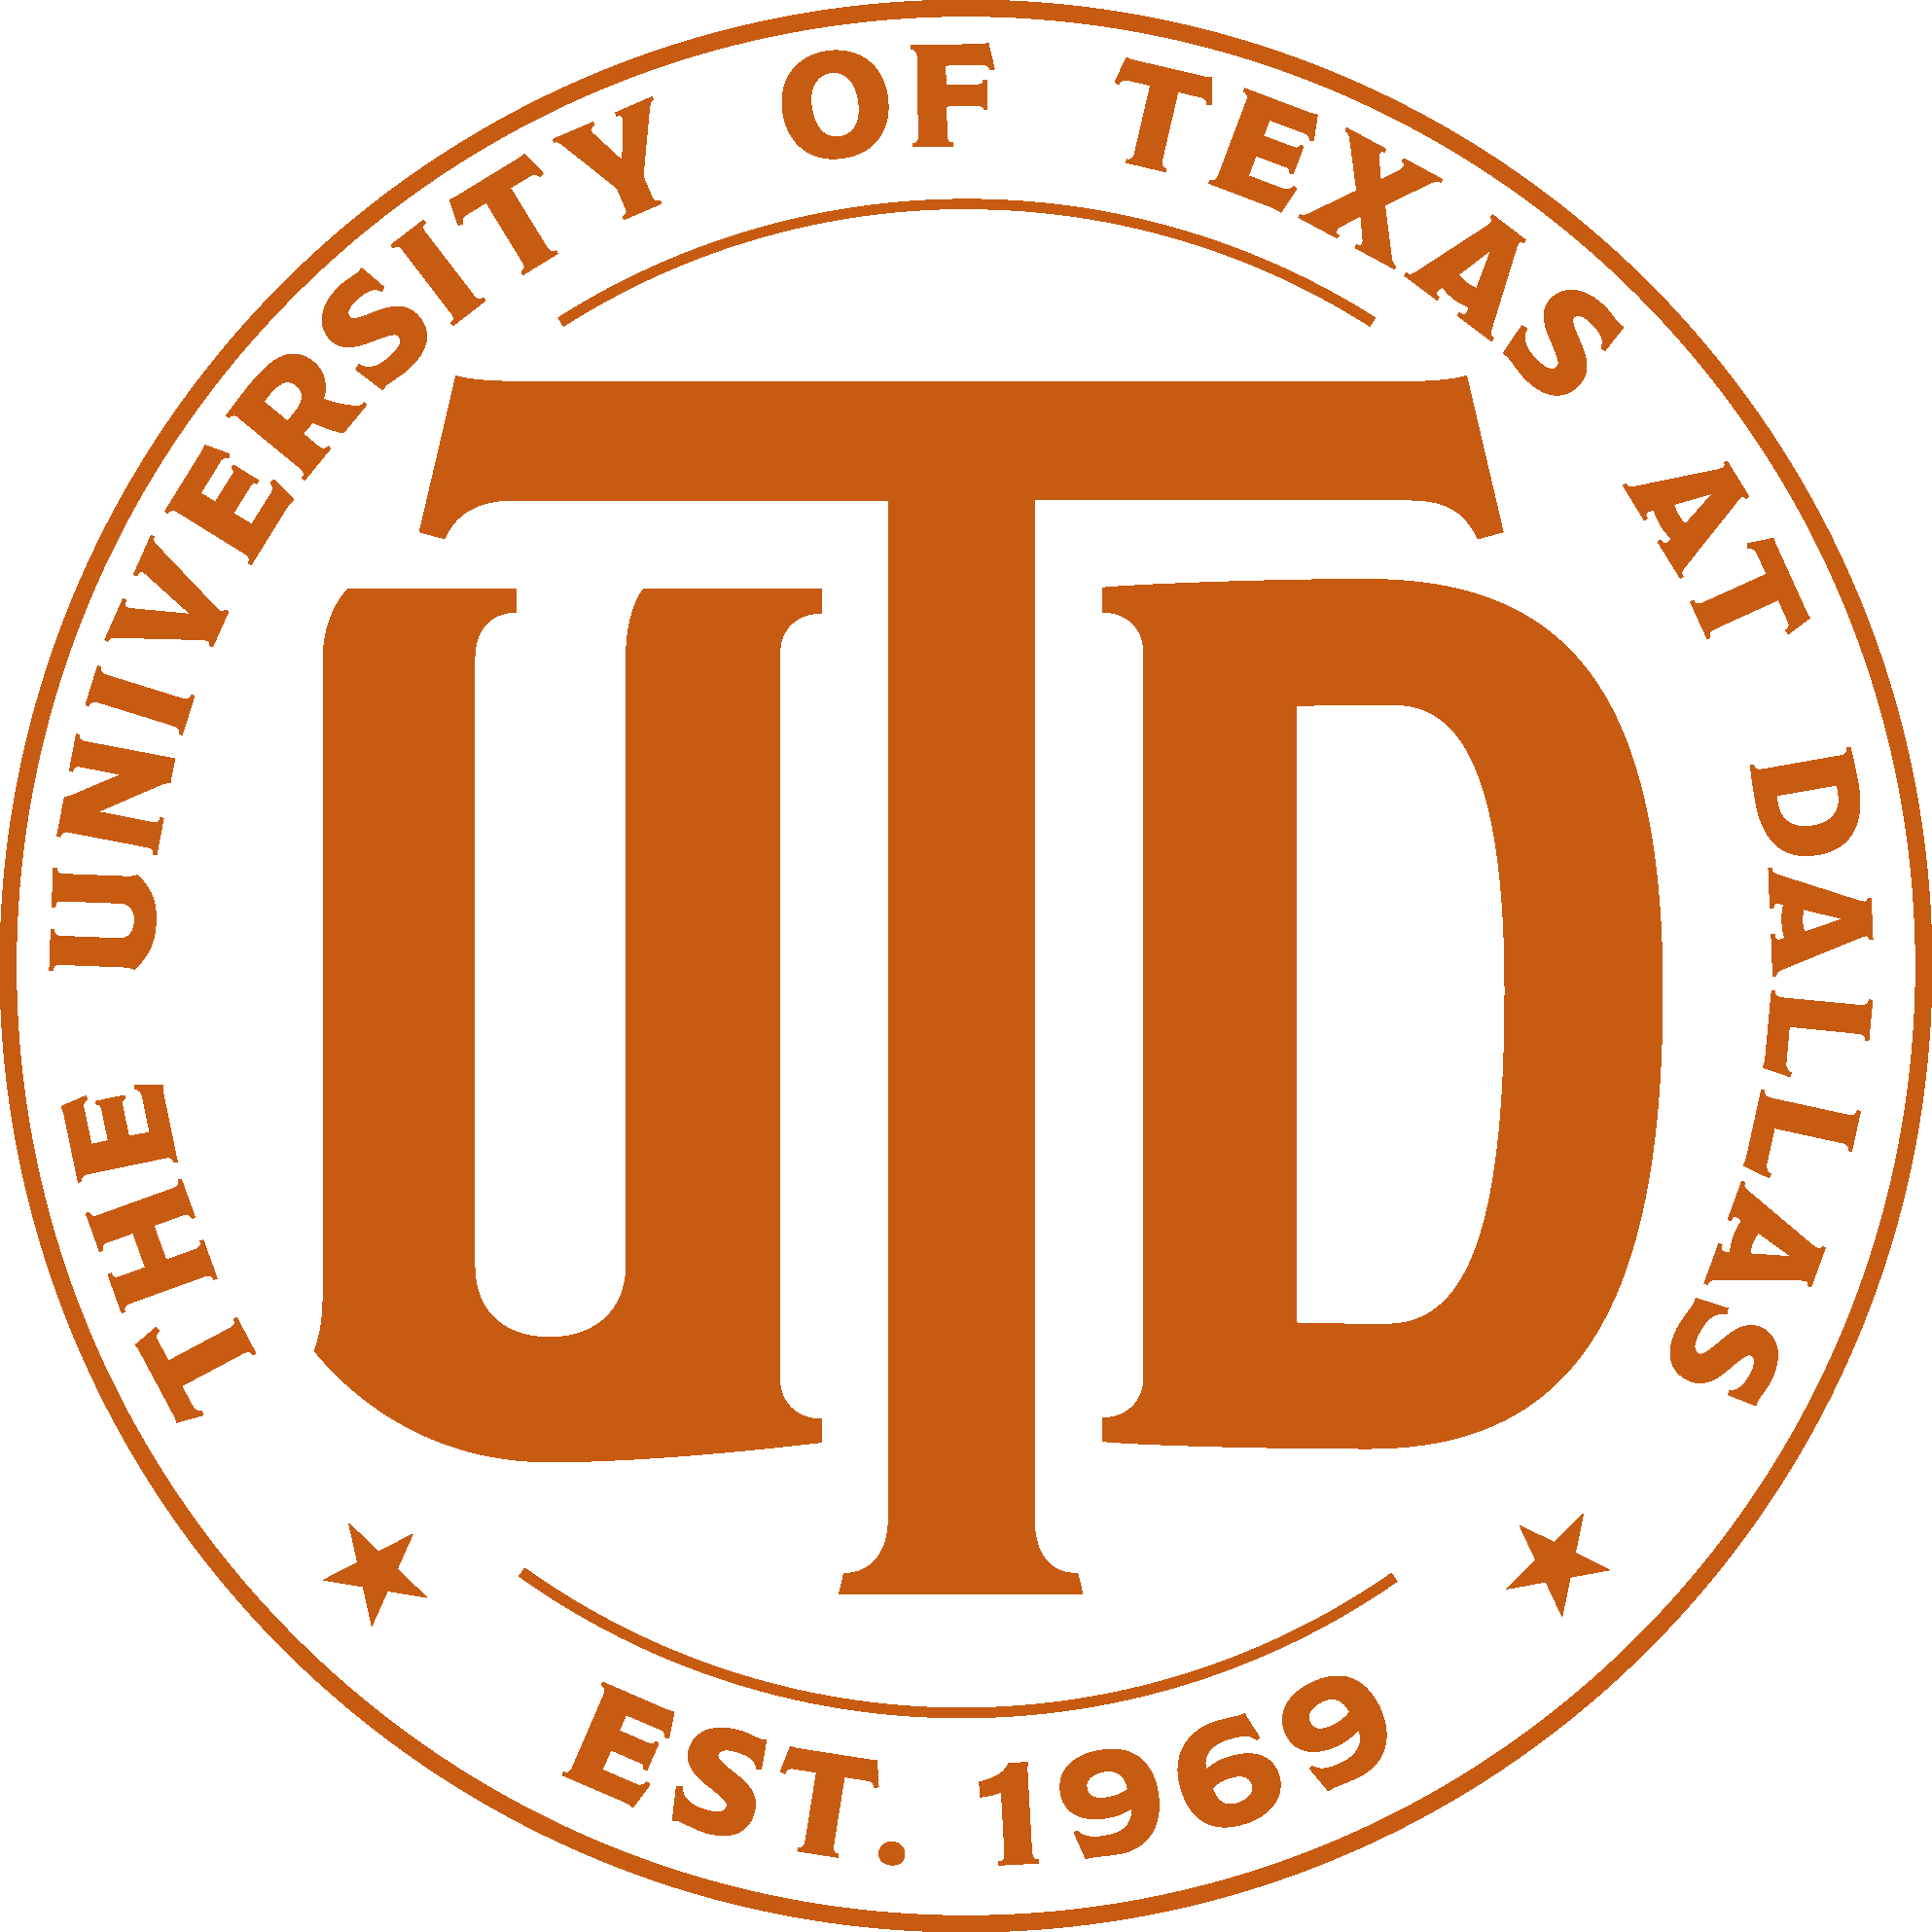 THE UNIVERSITY OF TEXAS AT DALLAS
UTD
EST. 1969